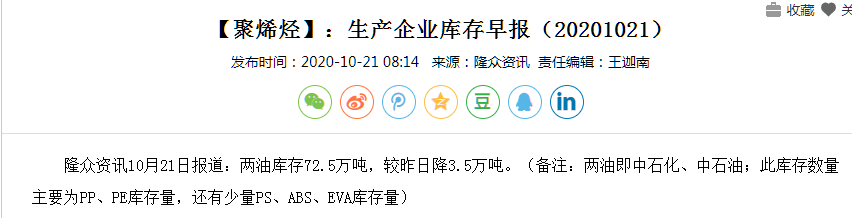 收藏
【聚烯烃】：生产企业库存早报（20201021）
发布时间：2020-10-21 08:14 来源：隆众资讯 责任编辑：王迦南
豆 in
隆众资讯10月21日报道：两油库存72.5万吨，较昨日降3.5万吨。（备注：两油即中石化、中石油；此库存数量
主要为PP、PE库存量，还有少量PS、ABS、EVA库存量）